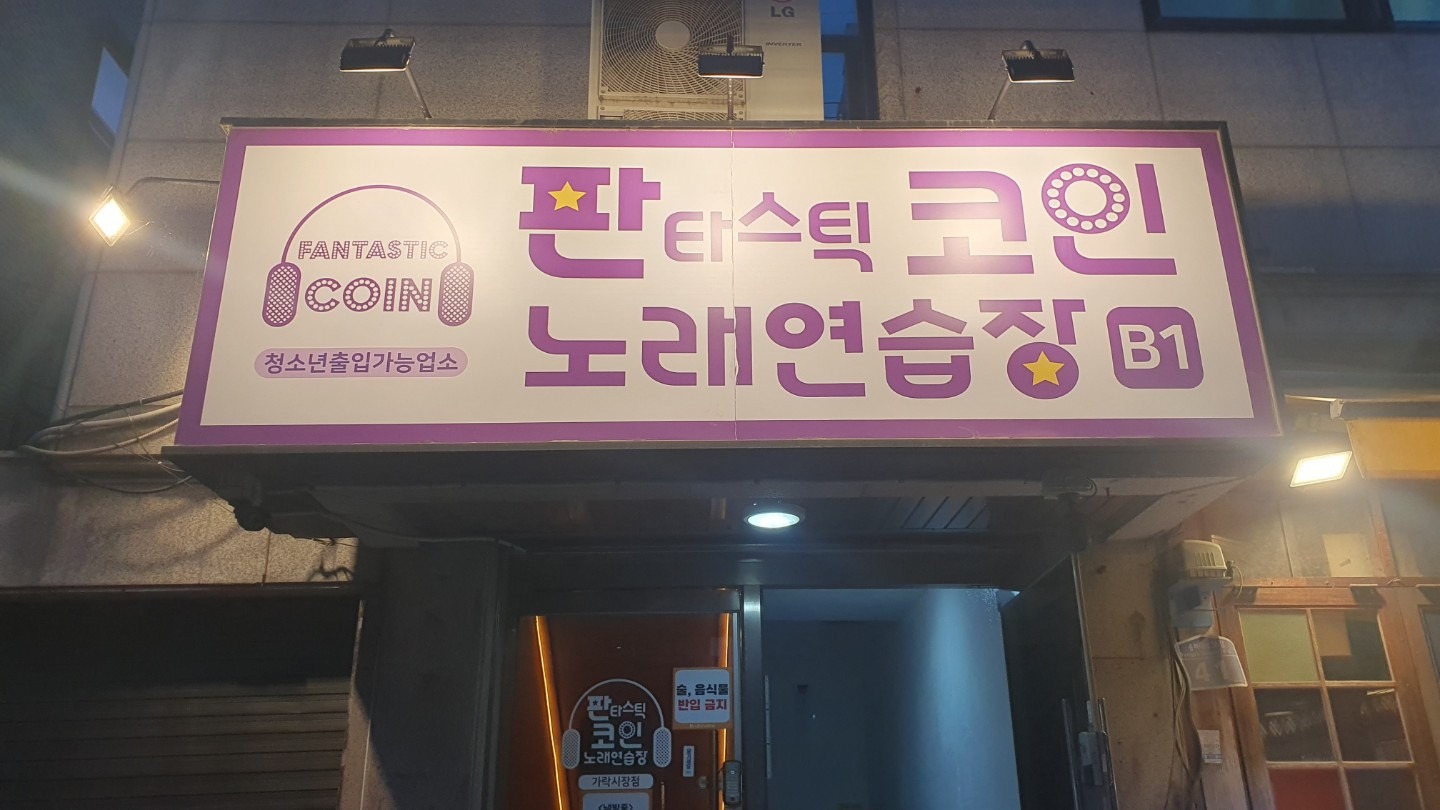 LG
INVERTER
FANTASTIC
COIN
청소년출입가능업소
판타스틱 코인
노래연습장 B1
판타스틱
코인
노래연습장
가락시장점
술, 음식물
반입 금지